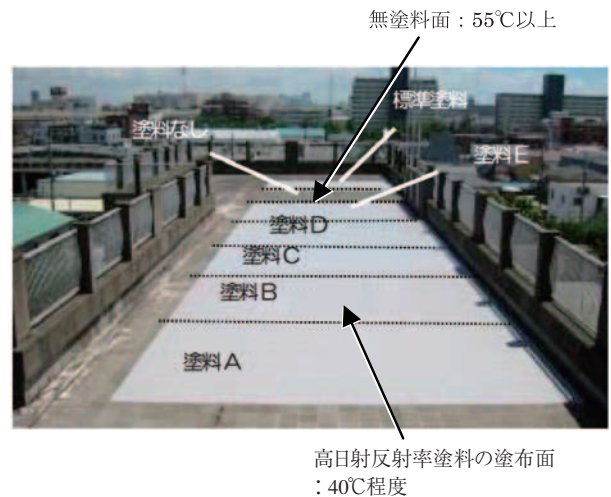 無塗料面：55℃以上
標準塗料
塗料なし
塗料E
塗料D
塗料C
塗料B
塗料A
高日射反射率塗料の塗布面
：40℃程度